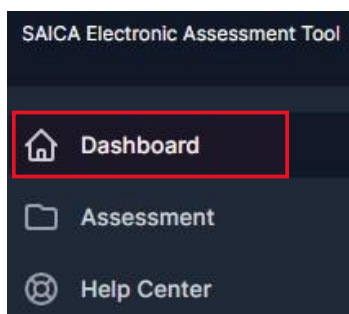 SAICA Electronic Assessment Tool
Dashboard
Assessment
Help Center